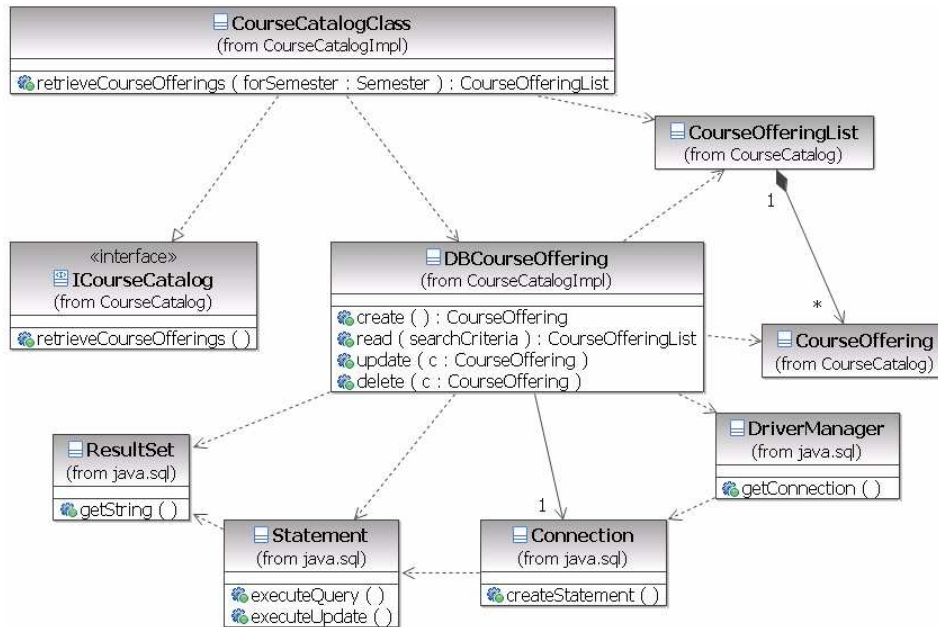 CourseCatalogClass
(from CourseCatalogImpl)
retrieveCourseOfferings ( forSemester : Semester ) : CourseOfferingList
CourseOfferingList
(from CourseCatalog)
1
«interface»
ICourseCatalog
(from CourseCatalog)
retrieveCourseOfferings ( )
DBCourseOffering
(from CourseCatalogImpl)
create ( ) : CourseOffering
read ( searchCriteria ) : CourseOfferingList
update ( c : CourseOffering )
delete ( c : CourseOffering )
*
CourseOffering
(from CourseCatalog)
ResultSet
(from java.sql)
getString ( )
DriverManager
(from java.sql)
getConnection ( )
1
Statement
(from java.sql)
executeQuery ( )
executeUpdate ( )
Connection
(from java.sql)
createStatement ( )